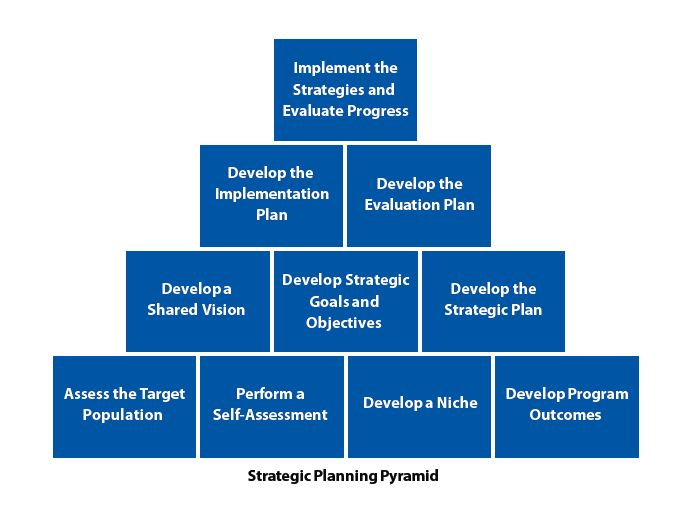 Implement the
Strategies and
Evaluate Progress
Develop the
Implementation
Plan
Develop the
Evaluation Plan
Develop a
Shared Vision
Develop Strategic
Goals and
Objectives
Develop the
Strategic Plan
Assess the Target
Population
Perform a
Self-Assessment
Develop a Niche
Develop Program
Outcomes
Strategic Planning Pyramid